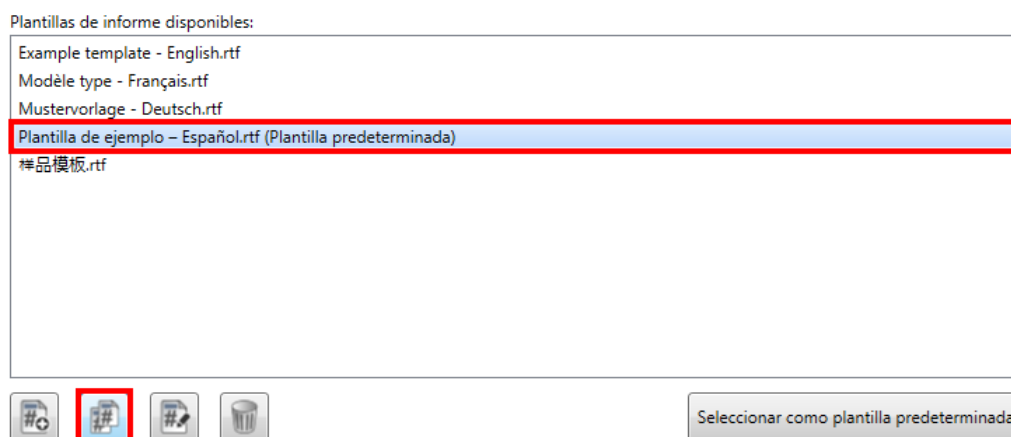 Plantillas de informe disponibles:
Example template - English.rtf
Modèle type - Français.rtf
Mustervorlage - Deutsch.rtf
Plantilla de ejemplo – Español.rtf (Plantilla predeterminada)
样品模板.rtf
Seleccionar como plantilla predeterminada